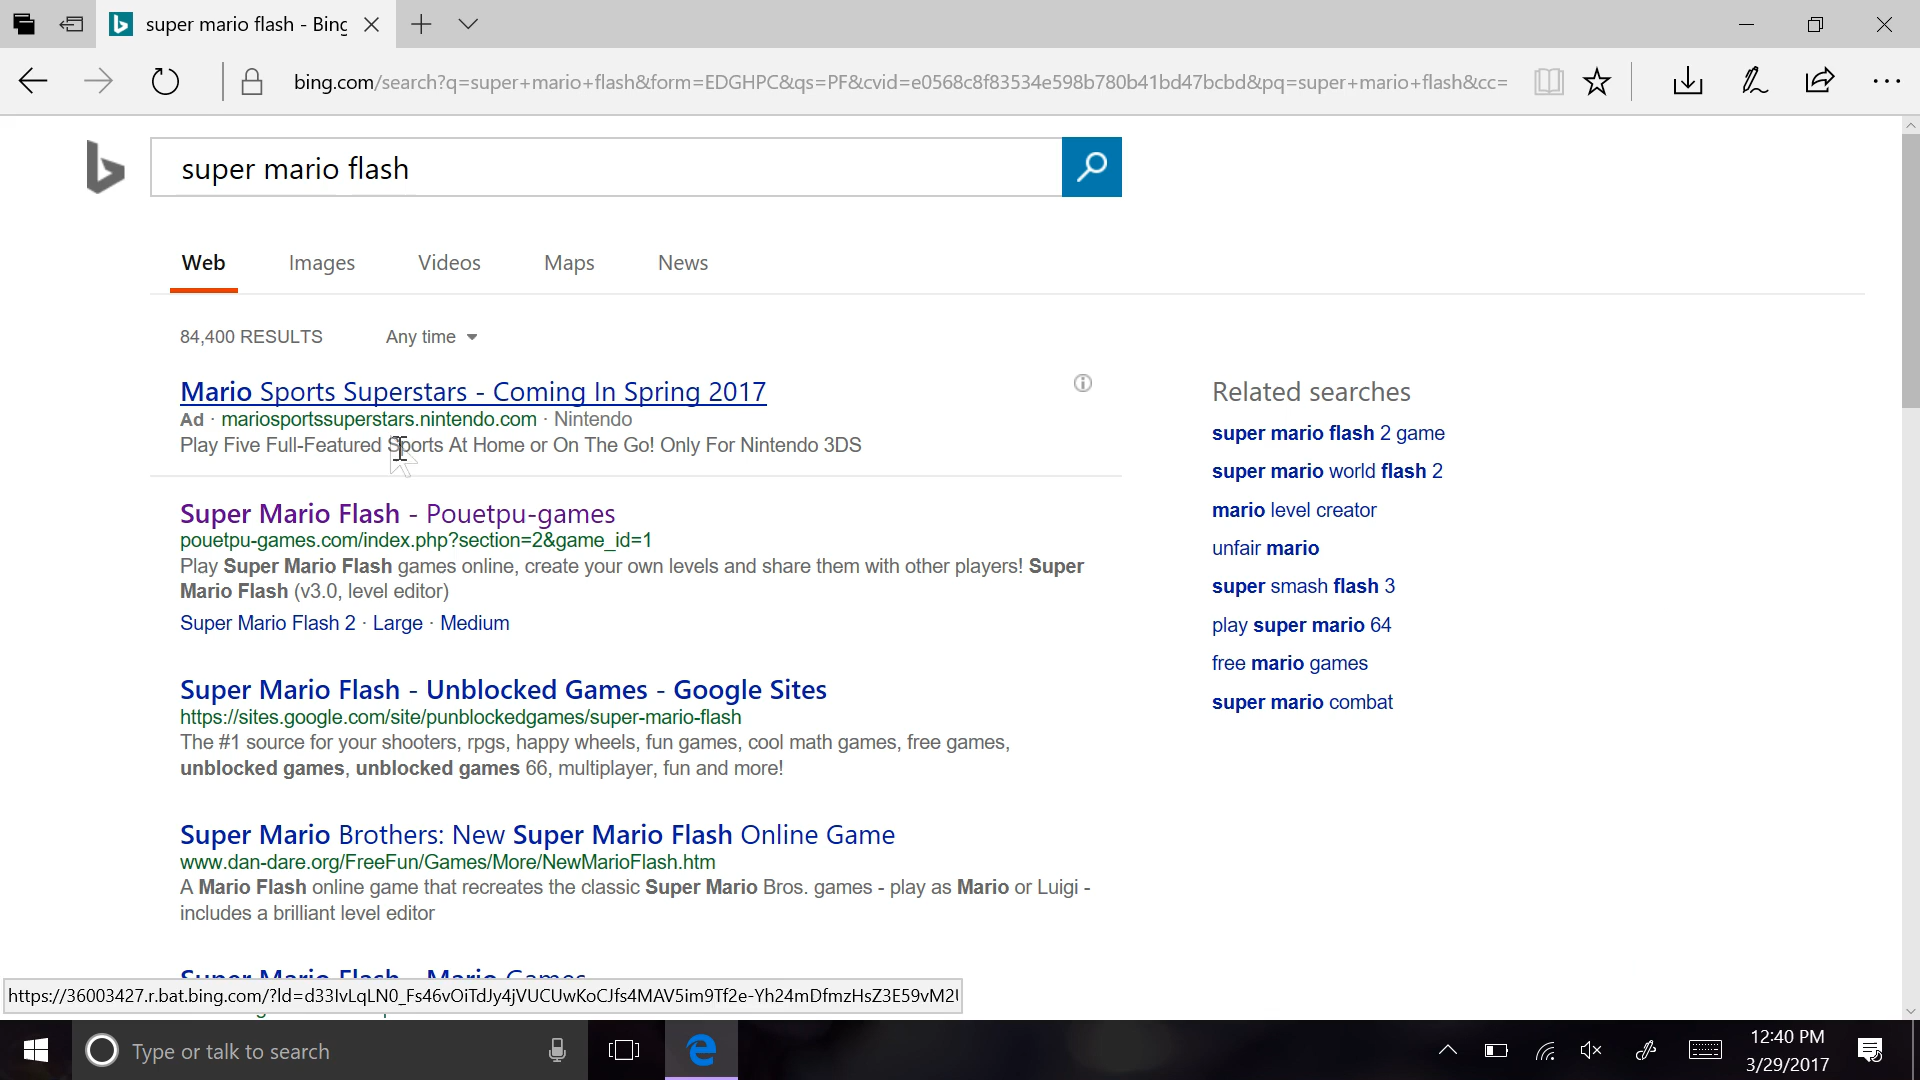 super mario flash - Bing
bing.com/search?q=super+mario+flash&form=EDGHPC&qs=PF&cvid=e0568c8f83534e598b780b41bd47bcbd&pq=super+mario+flash&cc=
super mario flash
Web Images Videos Maps News
84,400 RESULTS Any time
Mario Sports Superstars - Coming In Spring 2017
Ad · mariosportssuperstars.nintendo.com · Nintendo
Play Five Full-Featured Sports At Home or On The Go! Only For Nintendo 3DS
Super Mario Flash - Pouetpu-games
pouetpu-games.com/index.php?section=2&game_id=1
Play Super Mario Flash games online, create your own levels and share them with other players! Super
Mario Flash (v3.0, level editor)
Super Mario Flash 2 · Large · Medium
Super Mario Flash - Unblocked Games - Google Sites
https://sites.google.com/site/punblockedgames/super-mario-flash
The #1 source for your shooters, rpgs, happy wheels, fun games, cool math games, free games,
unblocked games, unblocked games 66, multiplayer, fun and more!
Super Mario Brothers: New Super Mario Flash Online Game
www.dan-dare.org/FreeFun/Games/More/NewMarioFlash.htm
A Mario Flash online game that recreates the classic Super Mario Bros. games - play as Mario or Luigi -
includes a brilliant level editor
Super Mario Flash - Mario Games
Related searches
super mario flash 2 game
super mario world flash 2
mario level creator
unfair mario
super smash flash 3
play super mario 64
free mario games
super mario combat
https://36003427.r.bat.bing.com/?ld=d33IvLqLN0_Fs46vOiTdJy4jVUCUwKoCJfs4MAV5im9Tf2e-Yh24mDfmzHsZ3E59vM2
Type or talk to search
12:40 PM
3/29/2017